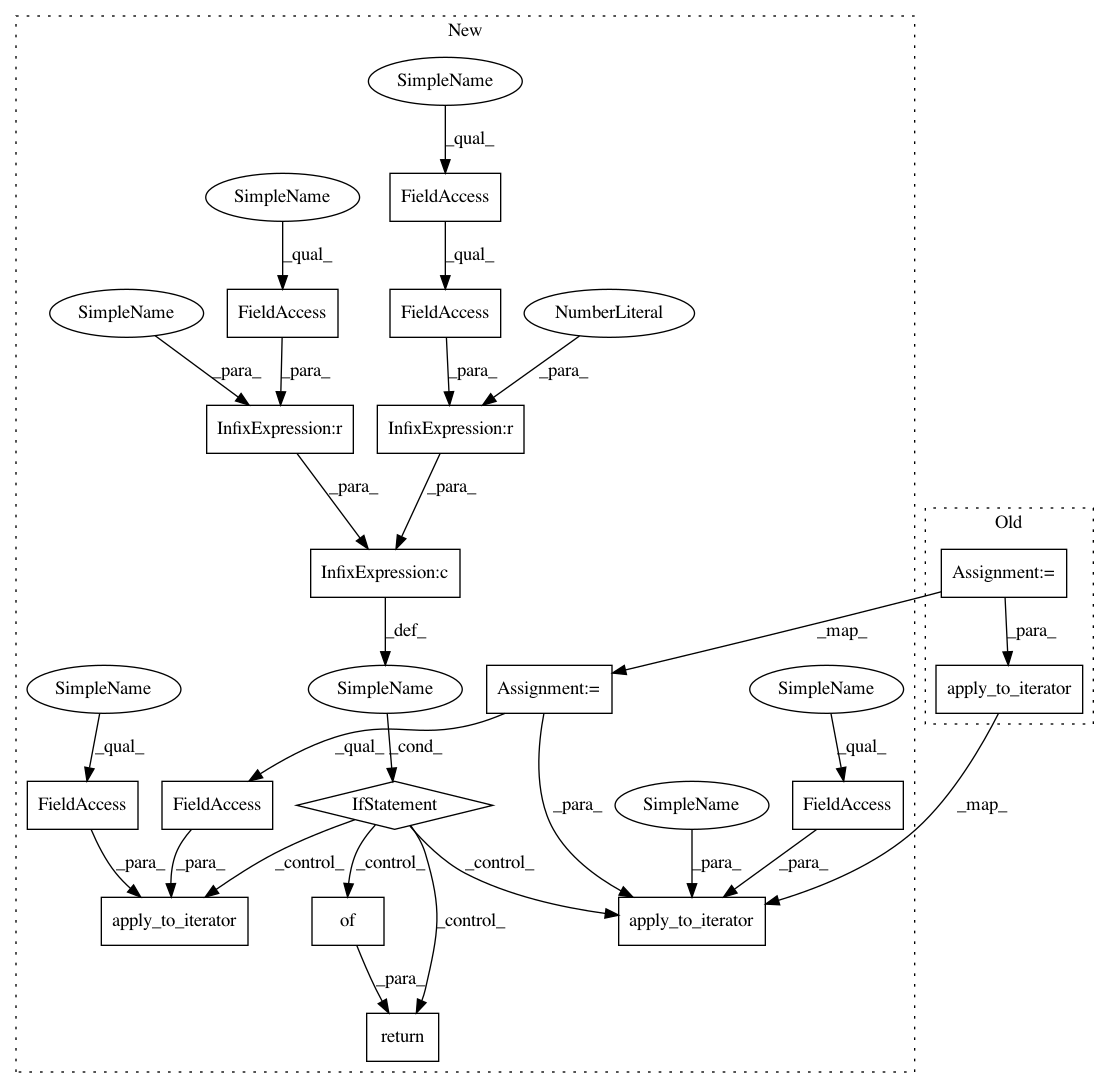 New
SimpleName
_qual_
SimpleName
FieldAccess
_qual_
_qual_
SimpleName
FieldAccess
FieldAccess
NumberLiteral
_para_
_para_
_para_
_para_
InfixExpression:r
InfixExpression:r
_para_
_para_
Old
InfixExpression:c
Assignment:=
_def_
_map_
_para_
SimpleName
SimpleName
Assignment:=
SimpleName
apply_to_iterator
_qual_
_qual_
_cond_
_qual_
FieldAccess
FieldAccess
IfStatement
_para_
SimpleName
FieldAccess
_map_
_para_
_para_
_control_
_control_
_control_
_para_
_para_
apply_to_iterator
of
_control_
apply_to_iterator
_para_
return